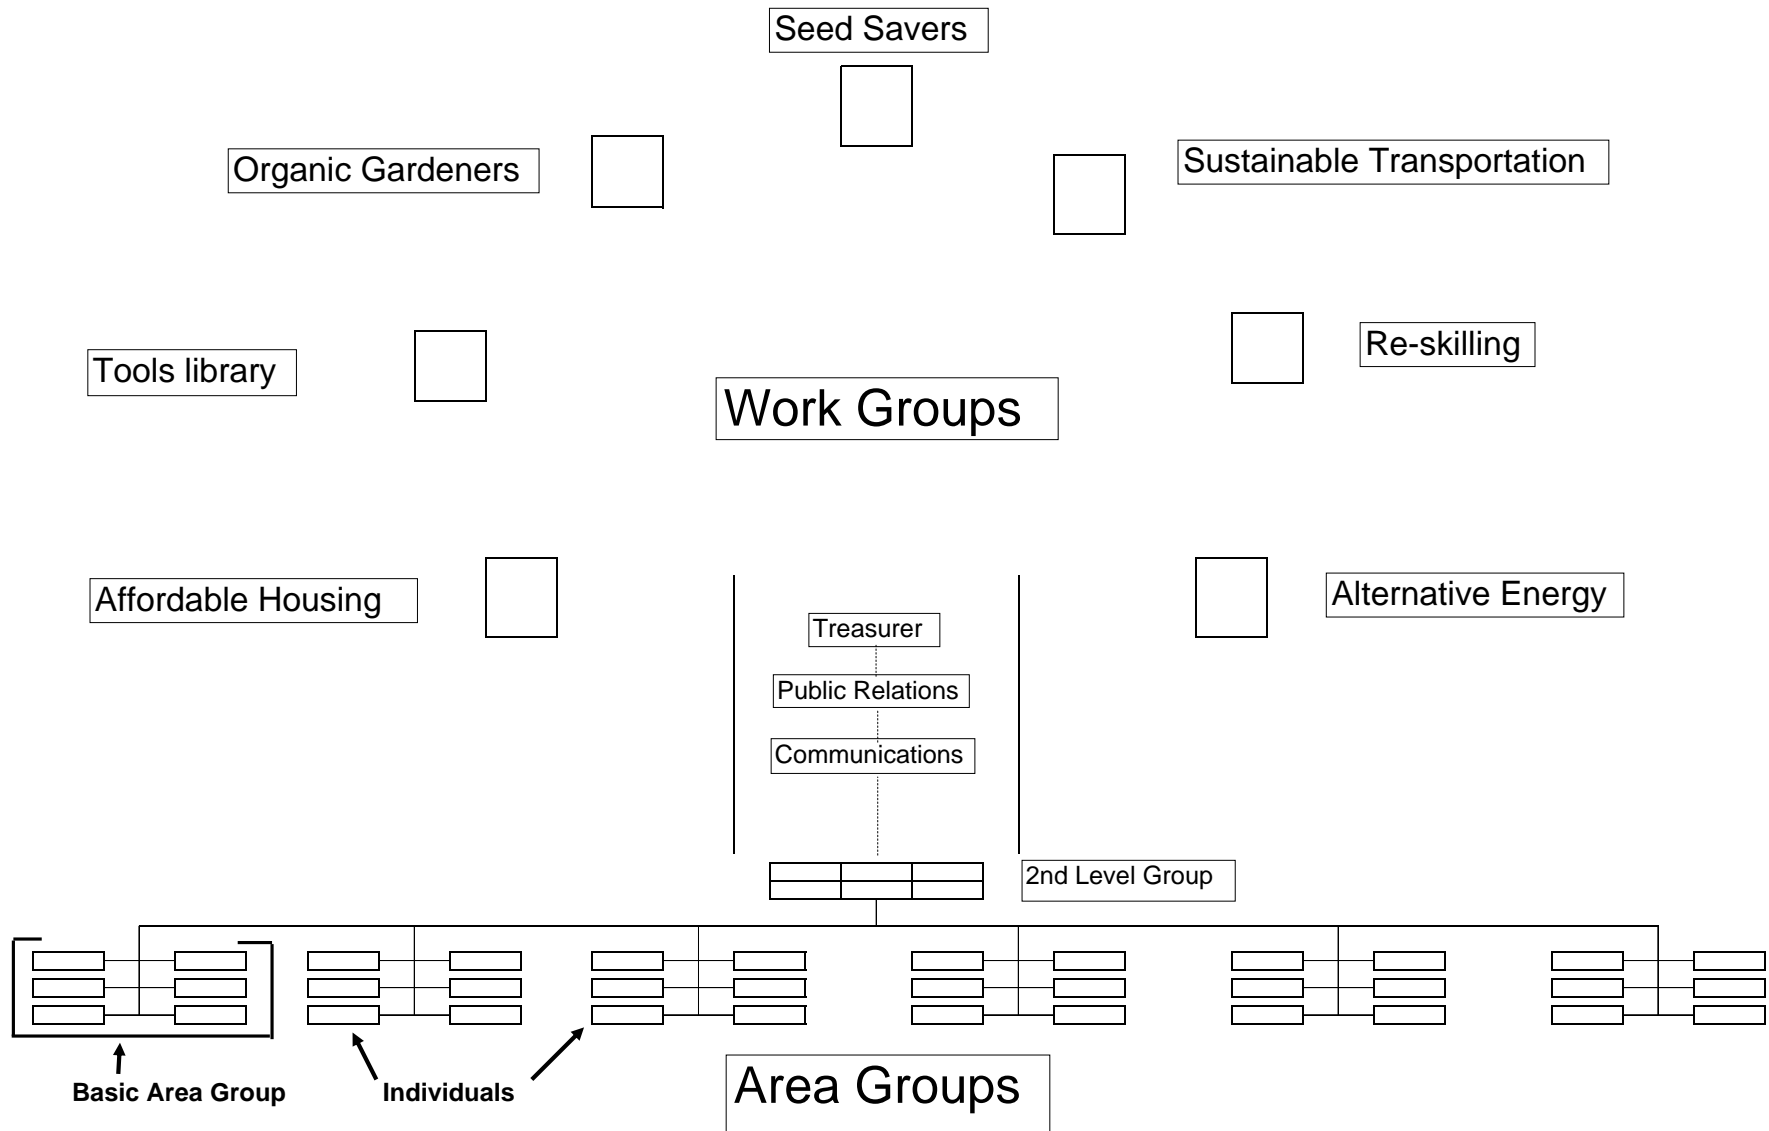 Seed Savers
Organic Gardeners
Sustainable Transportation
Tools library
Re-skilling
Work Groups
Affordable Housing
Alternative Energy
Treasurer
Public Relations
Communications
2nd Level Group
Basic Area Group
Individuals
Area Groups